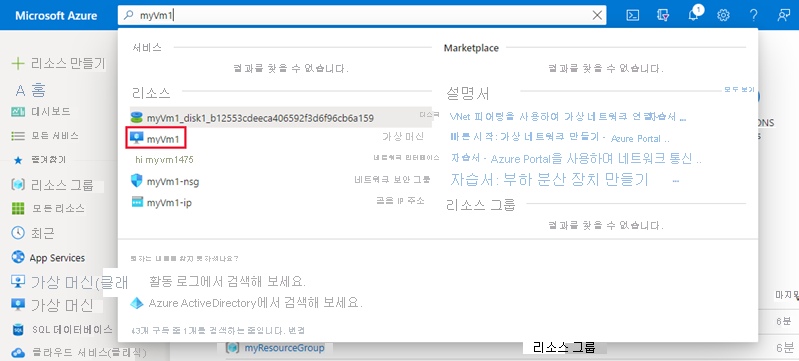 Microsoft Azure
myVm1
1
리소스 만들기
홈
대시보드
모든 서비스
즐겨찾기
리소스 그룹
모든 리소스
최근
App Services
가상 머신(클래
가상 머신
SQL 데이터베이스
클라우드 서비스(클래식)
서비스
결과를 찾을 수 없습니다.
Marketplace
결과를 찾을 수 없습니다.
리소스
myVm1_disk1_b12553cdeeca406592f3d6f96cb6a159
디스크
myVm1
가상 머신
hi myvm1475
네트워크 인터페이스
myVm1-nsg
네트워크 보안 그룹
myVm1-ip
공용 IP 주소
설명서
모두 보기
VNet 피어링을 사용하여 가상 네트워크 연결자습서 ..
빠른 시작: 가상 네트워크 만들기 - Azure Portal ..
자습서 - Azure Portal을 사용하여 네트워크 통신 ..
자습서: 부하 분산 장치 만들기 ...
리소스 그룹
결과를 찾을 수 없습니다.
활동 로그에서 검색해 보세요.
Azure ActiveDirectory에서 검색해 보세요.
43개 구독 중 1개를 검색하는 중입니다. 변경
ONS
마지막
6분
6분
myResourceGroup
리소스 그룹